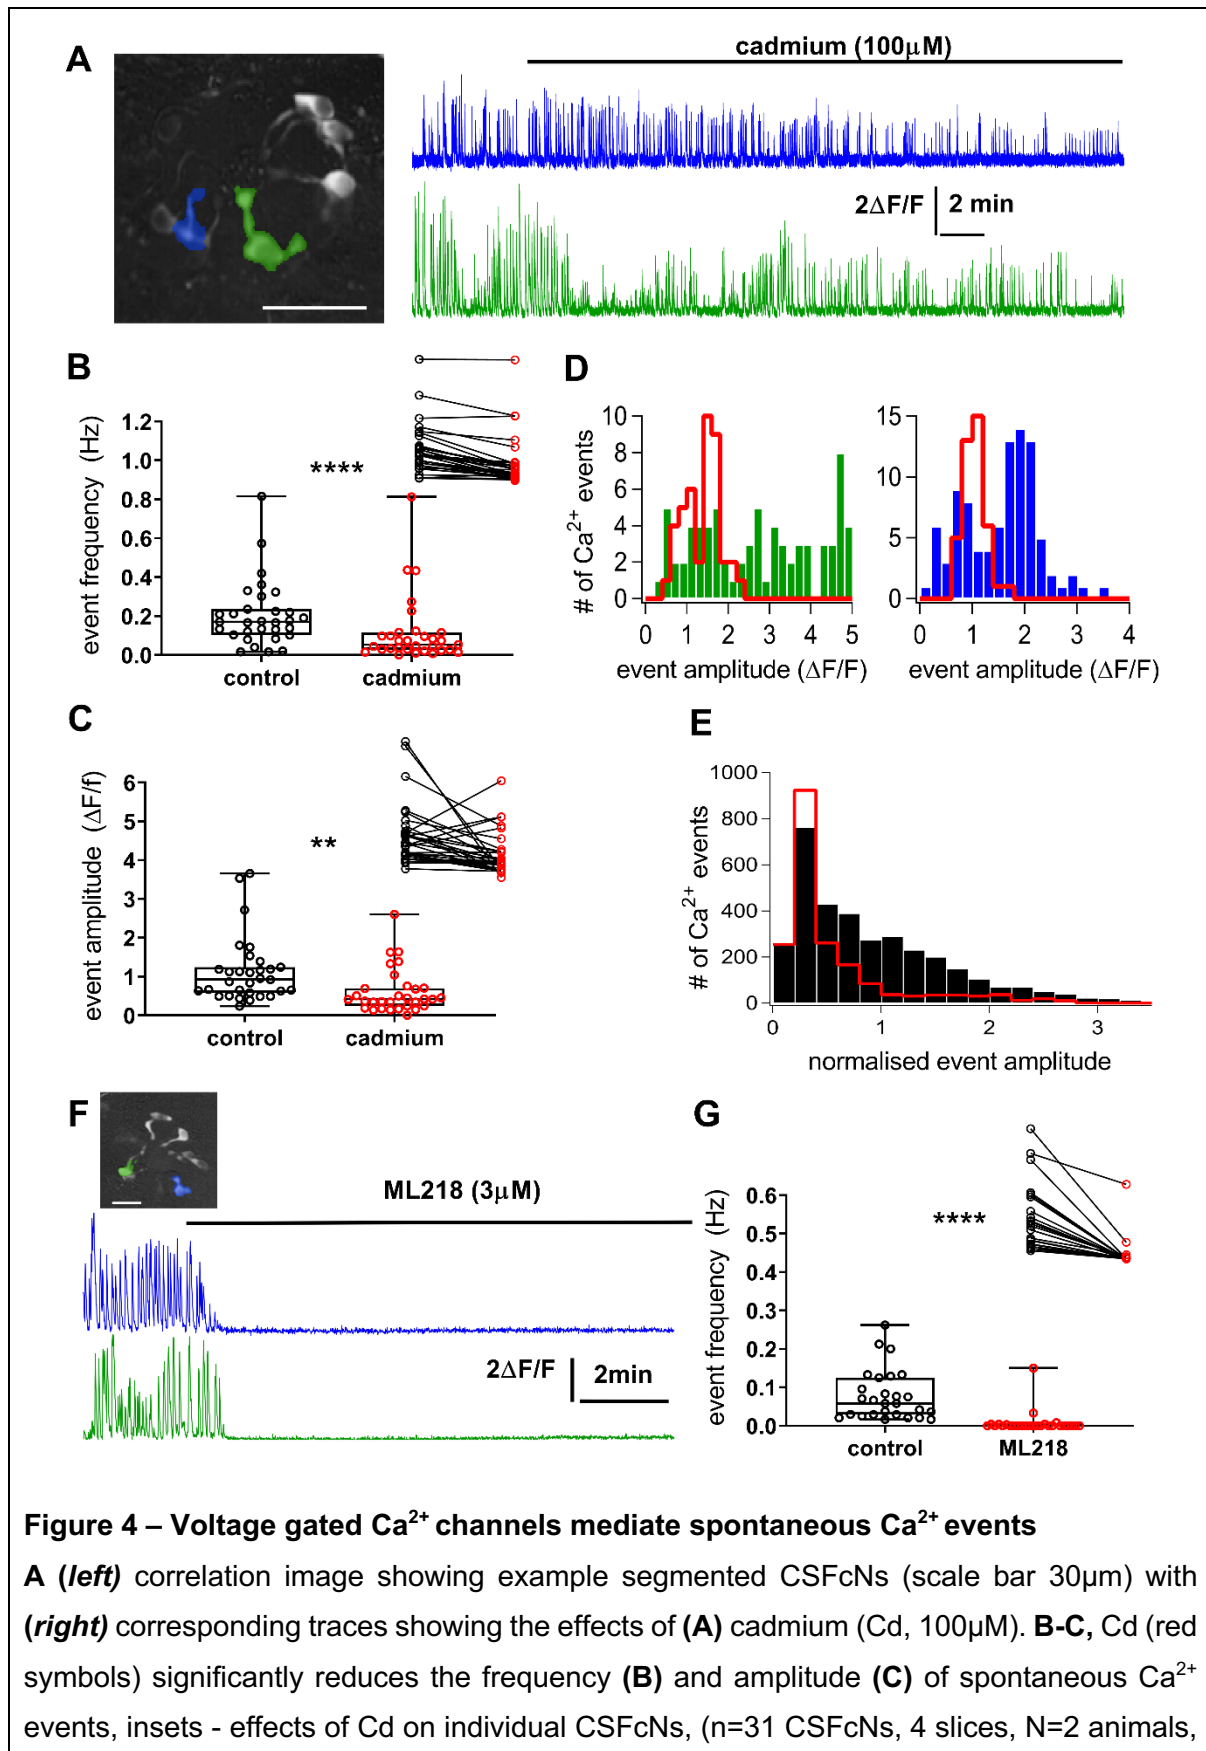 A
cadmium (100μM)
2ΔF/F
2 min
B
event frequency (Hz)
1.2
1.0
0.8
0.6
0.4
0.2
0.0
****
control
cadmium
D
# of Ca²⁺ events
10
8
6
4
2
0
0 1 2 3 4 5
event amplitude (ΔF/F)
15
10
5
0
0 1 2 3 4
event amplitude (ΔF/F)
C
event amplitude (ΔF/f)
6
5
4
3
2
1
0
**
control
cadmium
E
# of Ca²⁺ events
1000
800
600
400
200
0
0 1 2 3
normalised event amplitude
F
ML218 (3μM)
2ΔF/F
2min
G
event frequency (Hz)
0.6
0.5
0.4
0.3
0.2
0.1
0.0
****
control
ML218
Figure 4 – Voltage gated Ca²⁺ channels mediate spontaneous Ca²⁺ events
A (left) correlation image showing example segmented CSFcNs (scale bar 30μm) with
(right) corresponding traces showing the effects of (A) cadmium (Cd, 100μM). B-C, Cd (red
symbols) significantly reduces the frequency (B) and amplitude (C) of spontaneous Ca²⁺
events, insets - effects of Cd on individual CSFcNs, (n=31 CSFcNs, 4 slices, N=2 animals,